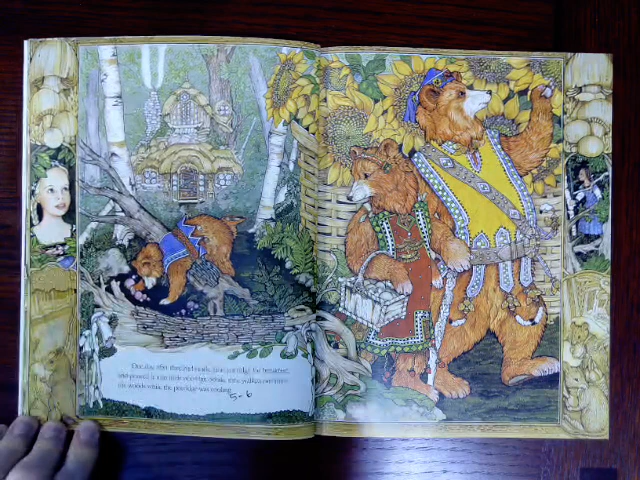 One day, after they had made their porridge for breakfast,
and poured it into their porridge bowls, they walked out into
the woods while the porridge was cooling.
5-6